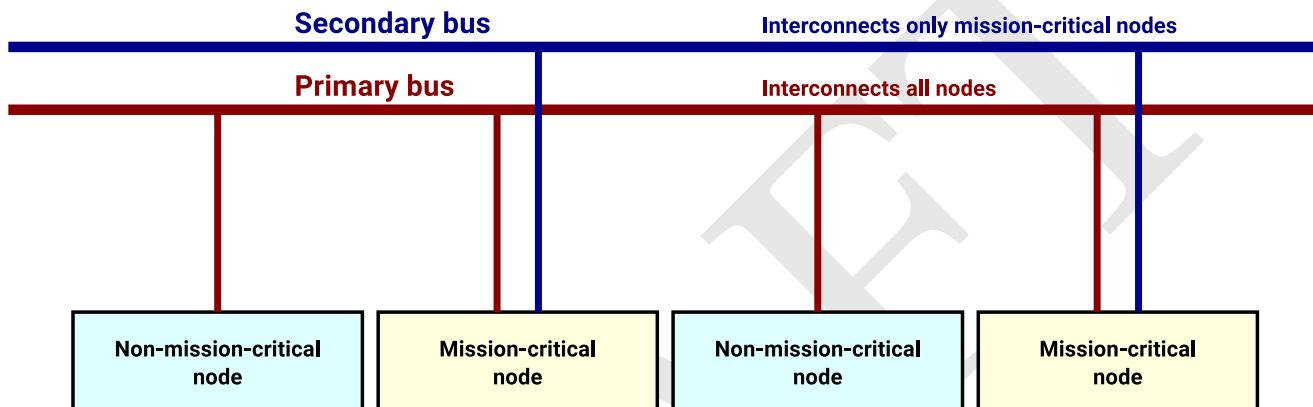 Secondary bus
Interconnects only mission-critical nodes
Primary bus
Interconnects all nodes
Non-mission-critical
node
Mission-critical
node
Non-mission-critical
node
Mission-critical
node